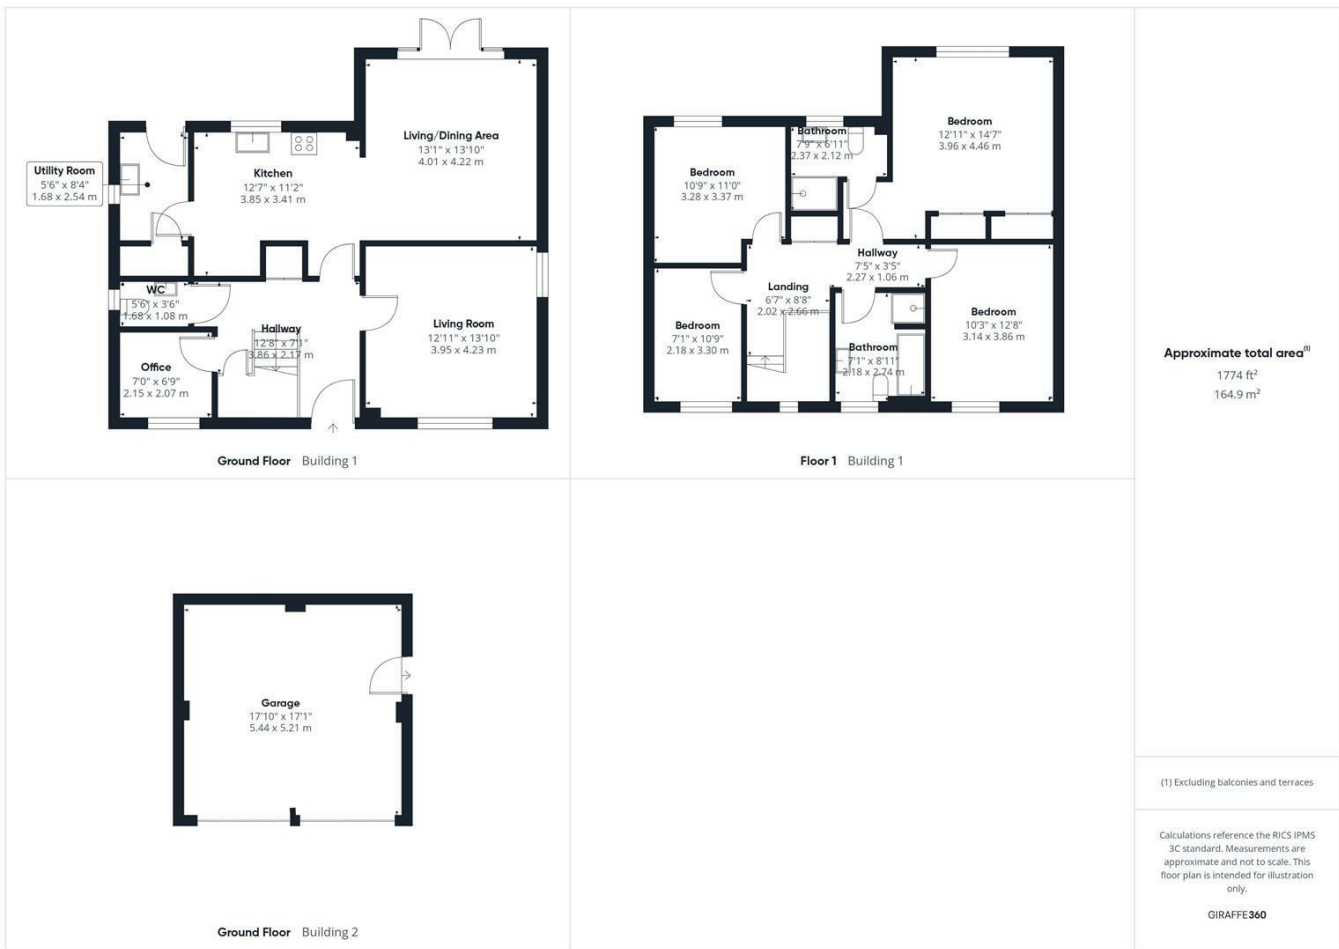 Living/Dining Area
13'1" x 13'10"
4.01 x 4.22 m
Utility Room
5'6" x 8'4"
1.68 x 2.54 m
Kitchen
12'7" x 11'2"
3.85 x 3.41 m
WC
5'6" x 3'6"
1.68 x 1.08 m
Hallway
12'8" x 7'1"
3.86 x 2.17 m
Living Room
12'11" x 13'10"
3.95 x 4.23 m
Office
7'0" x 6'9"
2.15 x 2.07 m
Ground Floor Building 1
Bedroom
12'11" x 14'7"
3.96 x 4.46 m
Bathroom
7'9" x 6'11"
2.37 x 2.12 m
Bedroom
10'9" x 11'0"
3.28 x 3.37 m
Hallway
7'5" x 3'5"
2.27 x 1.06 m
Landing
6'7" x 8'8"
2.02 x 2.66 m
Bedroom
7'1" x 10'9"
2.18 x 3.30 m
Bathroom
7'1" x 8'11"
2.18 x 2.74 m
Bedroom
10'3" x 12'8"
3.14 x 3.86 m
Floor 1 Building 1
Garage
17'10" x 17'1"
5.44 x 5.21 m
Ground Floor Building 2
Approximate total area(1)
1774 ft²
164.9 m²
(1) Excluding balconies and terraces
Calculations reference the RICS IPMS
3C standard. Measurements are
approximate and not to scale. This
floor plan is intended for illustration
only.
GIRAFFE360